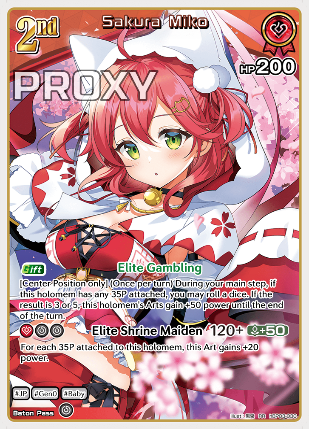 2nd
Sakura Miko
HP200
PROXY
Gift
Elite Gambling
[Center Position only] (Once per turn) During your main step, if
this holomem has any 35P attached, you may roll a dice. If the
result is 3 or 5, this holomem's Arts gain +50 power until the end
of the turn.
Elite Shrine Maiden 120+ +50
For each 35P attached to this holomem, this Art gains +20
power.
#JP #Gen0 #Baby
Baton Pass